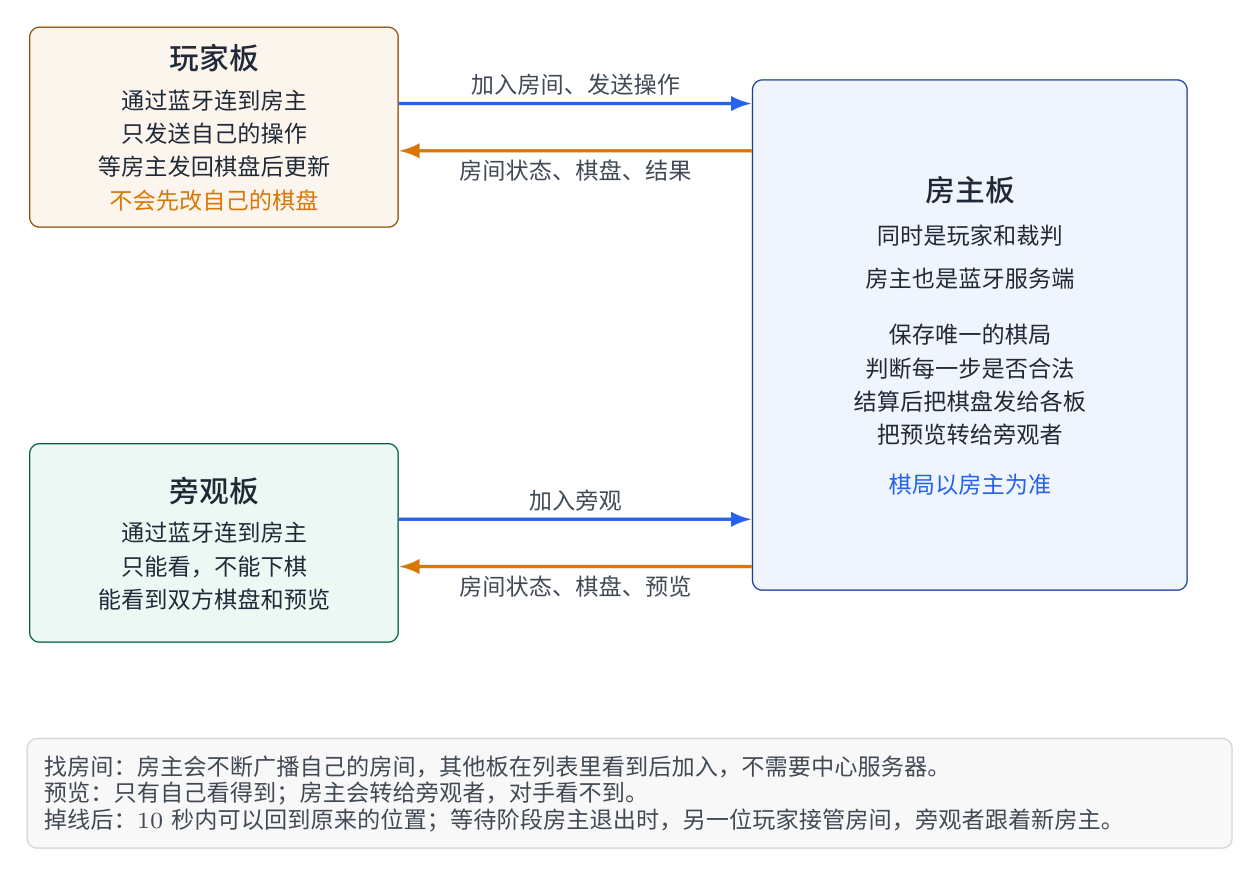 玩家板
通过蓝牙连到房主
只发送自己的操作
等房主发回棋盘后更新
不会先改自己的棋盘
加入房间、发送操作
房间状态、棋盘、结果
房主板
同时是玩家和裁判
房主也是蓝牙服务端
保存唯一的棋局
判断每一步是否合法
结算后把棋盘发给各板
把预览转给旁观者
棋局以房主为准
旁观板
通过蓝牙连到房主
只能看，不能下棋
能看到双方棋盘和预览
加入旁观
房间状态、棋盘、预览
找房间：房主会不断广播自己的房间，其他板在列表里看到后加入，不需要中心服务器。
预览：只有自己看得到；房主会转给旁观者，对手看不到。
掉线后：10 秒内可以回到原来的位置；等待阶段房主退出时，另一位玩家接管房间，旁观者跟着新房主。